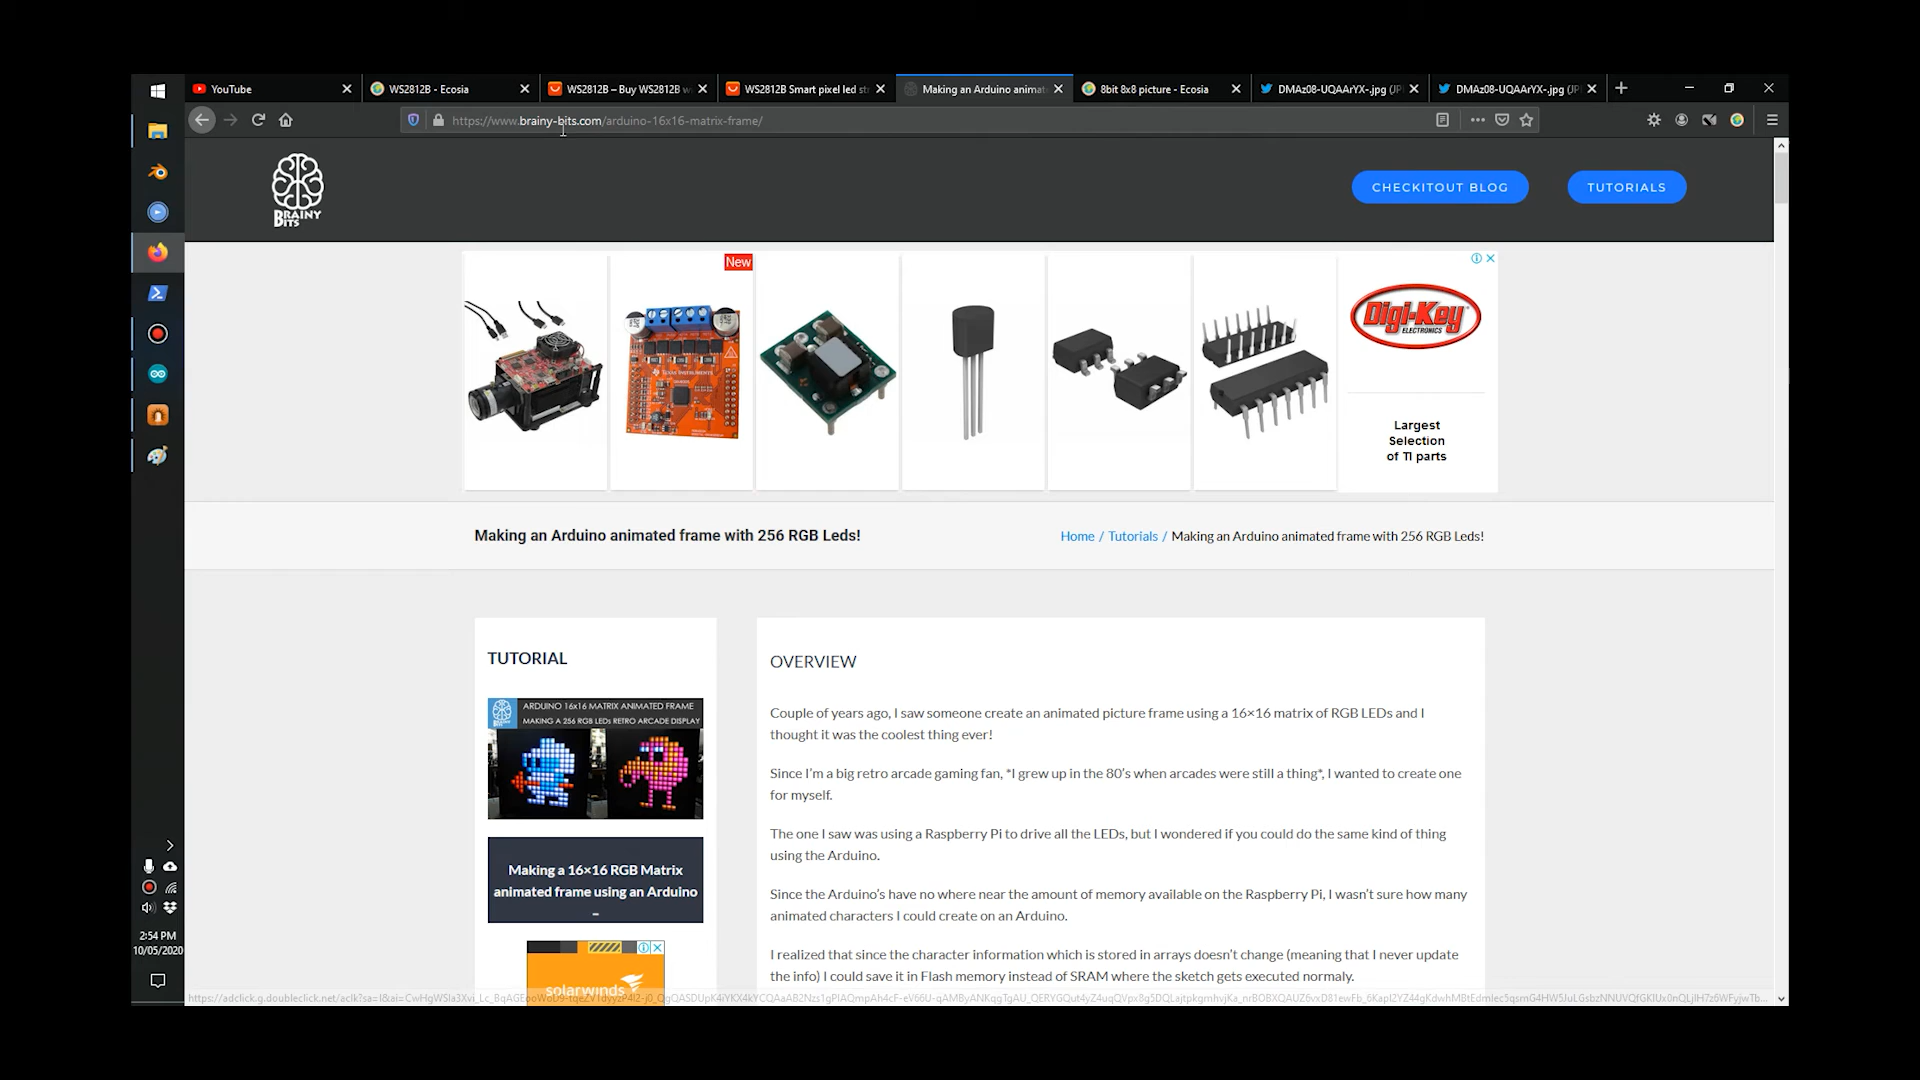 YouTube
WS2812B - Ecosia
WS2812B – Buy WS2812B w
WS2812B Smart pixel led st
Making an Arduino animat
8bit 8x8 picture - Ecosia
DMAz08-UQAArYX-.jpg (JP
DMAz08-UQAArYX-.jpg (JP
https://www.brainy-bits.com/arduino-16x16-matrix-frame/
BRAINY
BITS
CHECKITOUT BLOG
TUTORIALS
New
Digi-Key
ELECTRONICS
Largest
Selection
of TI parts
Making an Arduino animated frame with 256 RGB Leds!
Home / Tutorials / Making an Arduino animated frame with 256 RGB Leds!
TUTORIAL
ARDUINO 16x16 MATRIX ANIMATED FRAME
MAKING A 256 RGB LEDs RETRO ARCADE DISPLAY
Making a 16×16 RGB Matrix
animated frame using an Arduino
–
solarwinds
OVERVIEW
Couple of years ago, I saw someone create an animated picture frame using a 16×16 matrix of RGB LEDs and I
thought it was the coolest thing ever!
Since I’m a big retro arcade gaming fan, *I grew up in the 80’s when arcades were still a thing*, I wanted to create one
for myself.
The one I saw was using a Raspberry Pi to drive all the LEDs, but I wondered if you could do the same kind of thing
using the Arduino.
Since the Arduino’s have no where near the amount of memory available on the Raspberry Pi, I wasn’t sure how many
animated characters I could create on an Arduino.
I realized that since the character information which is stored in arrays doesn’t change (meaning that I never update
the info) I could save it in Flash memory instead of SRAM where the sketch gets executed normaly.
2:54 PM
10/05/2020